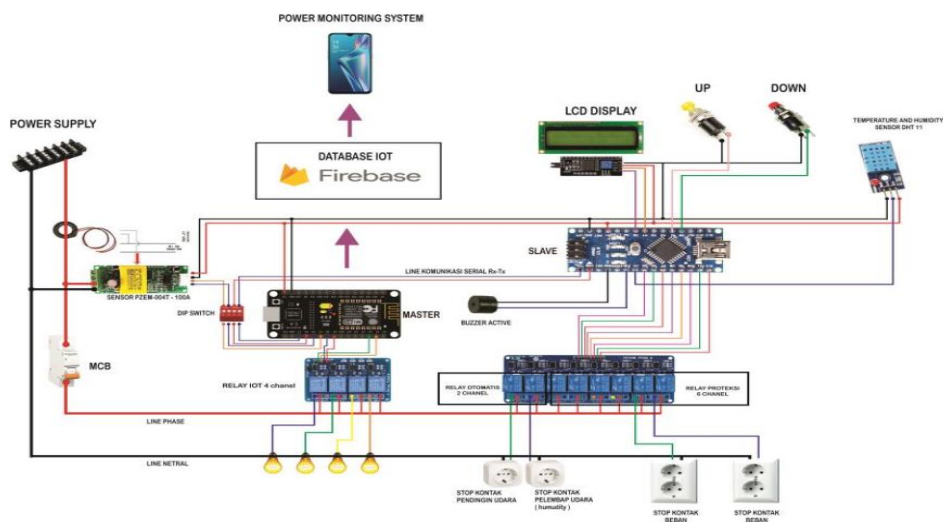 POWER MONITORING SYSTEM
POWER SUPPLY
DATABASE IOT
Firebase
LCD DISPLAY
UP
DOWN
TEMPERATURE AND HUMIDITY
SENSOR DHT 11
SLAVE
LINE KOMUNIKASI SERIAL Rx-Tx
SENSOR PZEM-004T - 100A
DIP SWITCH
MASTER
BUZZER ACTIVE
MCB
RELAY IOT 4 chanel
RELAY OTOMATIS
2 CHANEL
RELAY PROTEKSI
6 CHANEL
LINE PHASE
LINE NETRAL
STOP KONTAK
PENDINGIN UDARA
STOP KONTAK
PELEMBAP UDARA
( humudity )
STOP KONTAK
BEBAN
STOP KONTAK
BEBAN